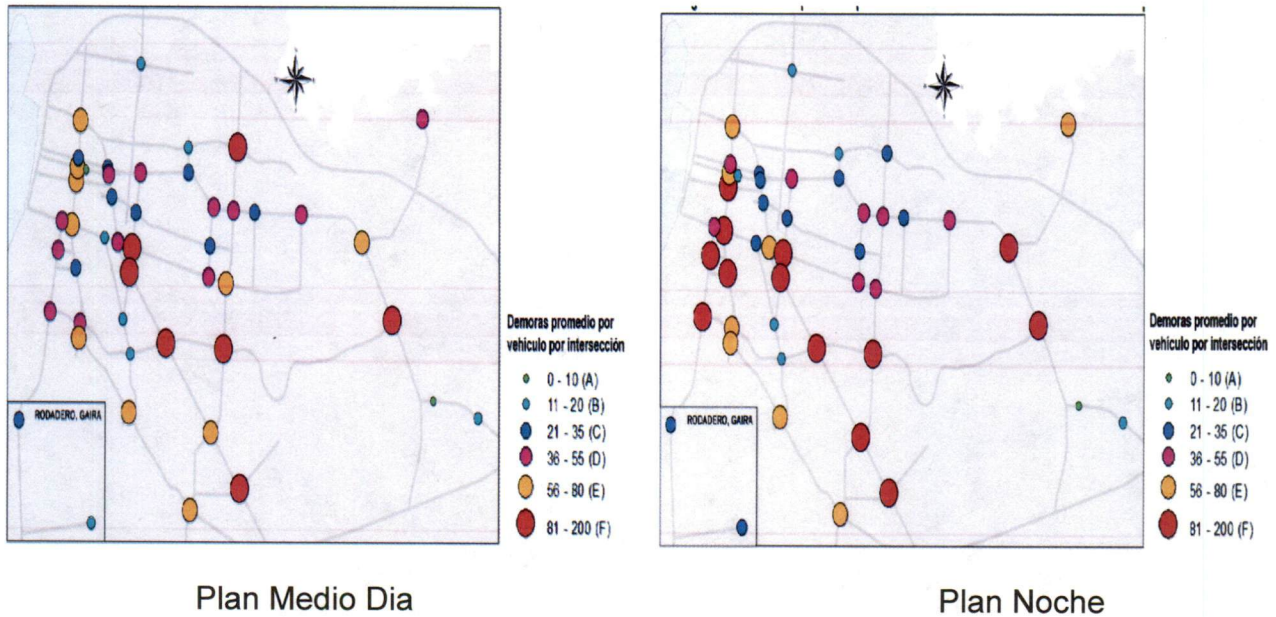 Demoras promedio por
vehiculo por intersección
0 - 10 (A)
11 - 20 (B)
21 - 35 (C)
36 - 55 (D)
56 - 80 (E)
81 - 200 (F)
RODADERO, GAIRA
Plan Medio Dia
Demoras promedio por
vehiculo por intersección
0 - 10 (A)
11 - 20 (B)
21 - 35 (C)
36 - 55 (D)
56 - 80 (E)
81 - 200 (F)
RODADERO, GAIRA
Plan Noche